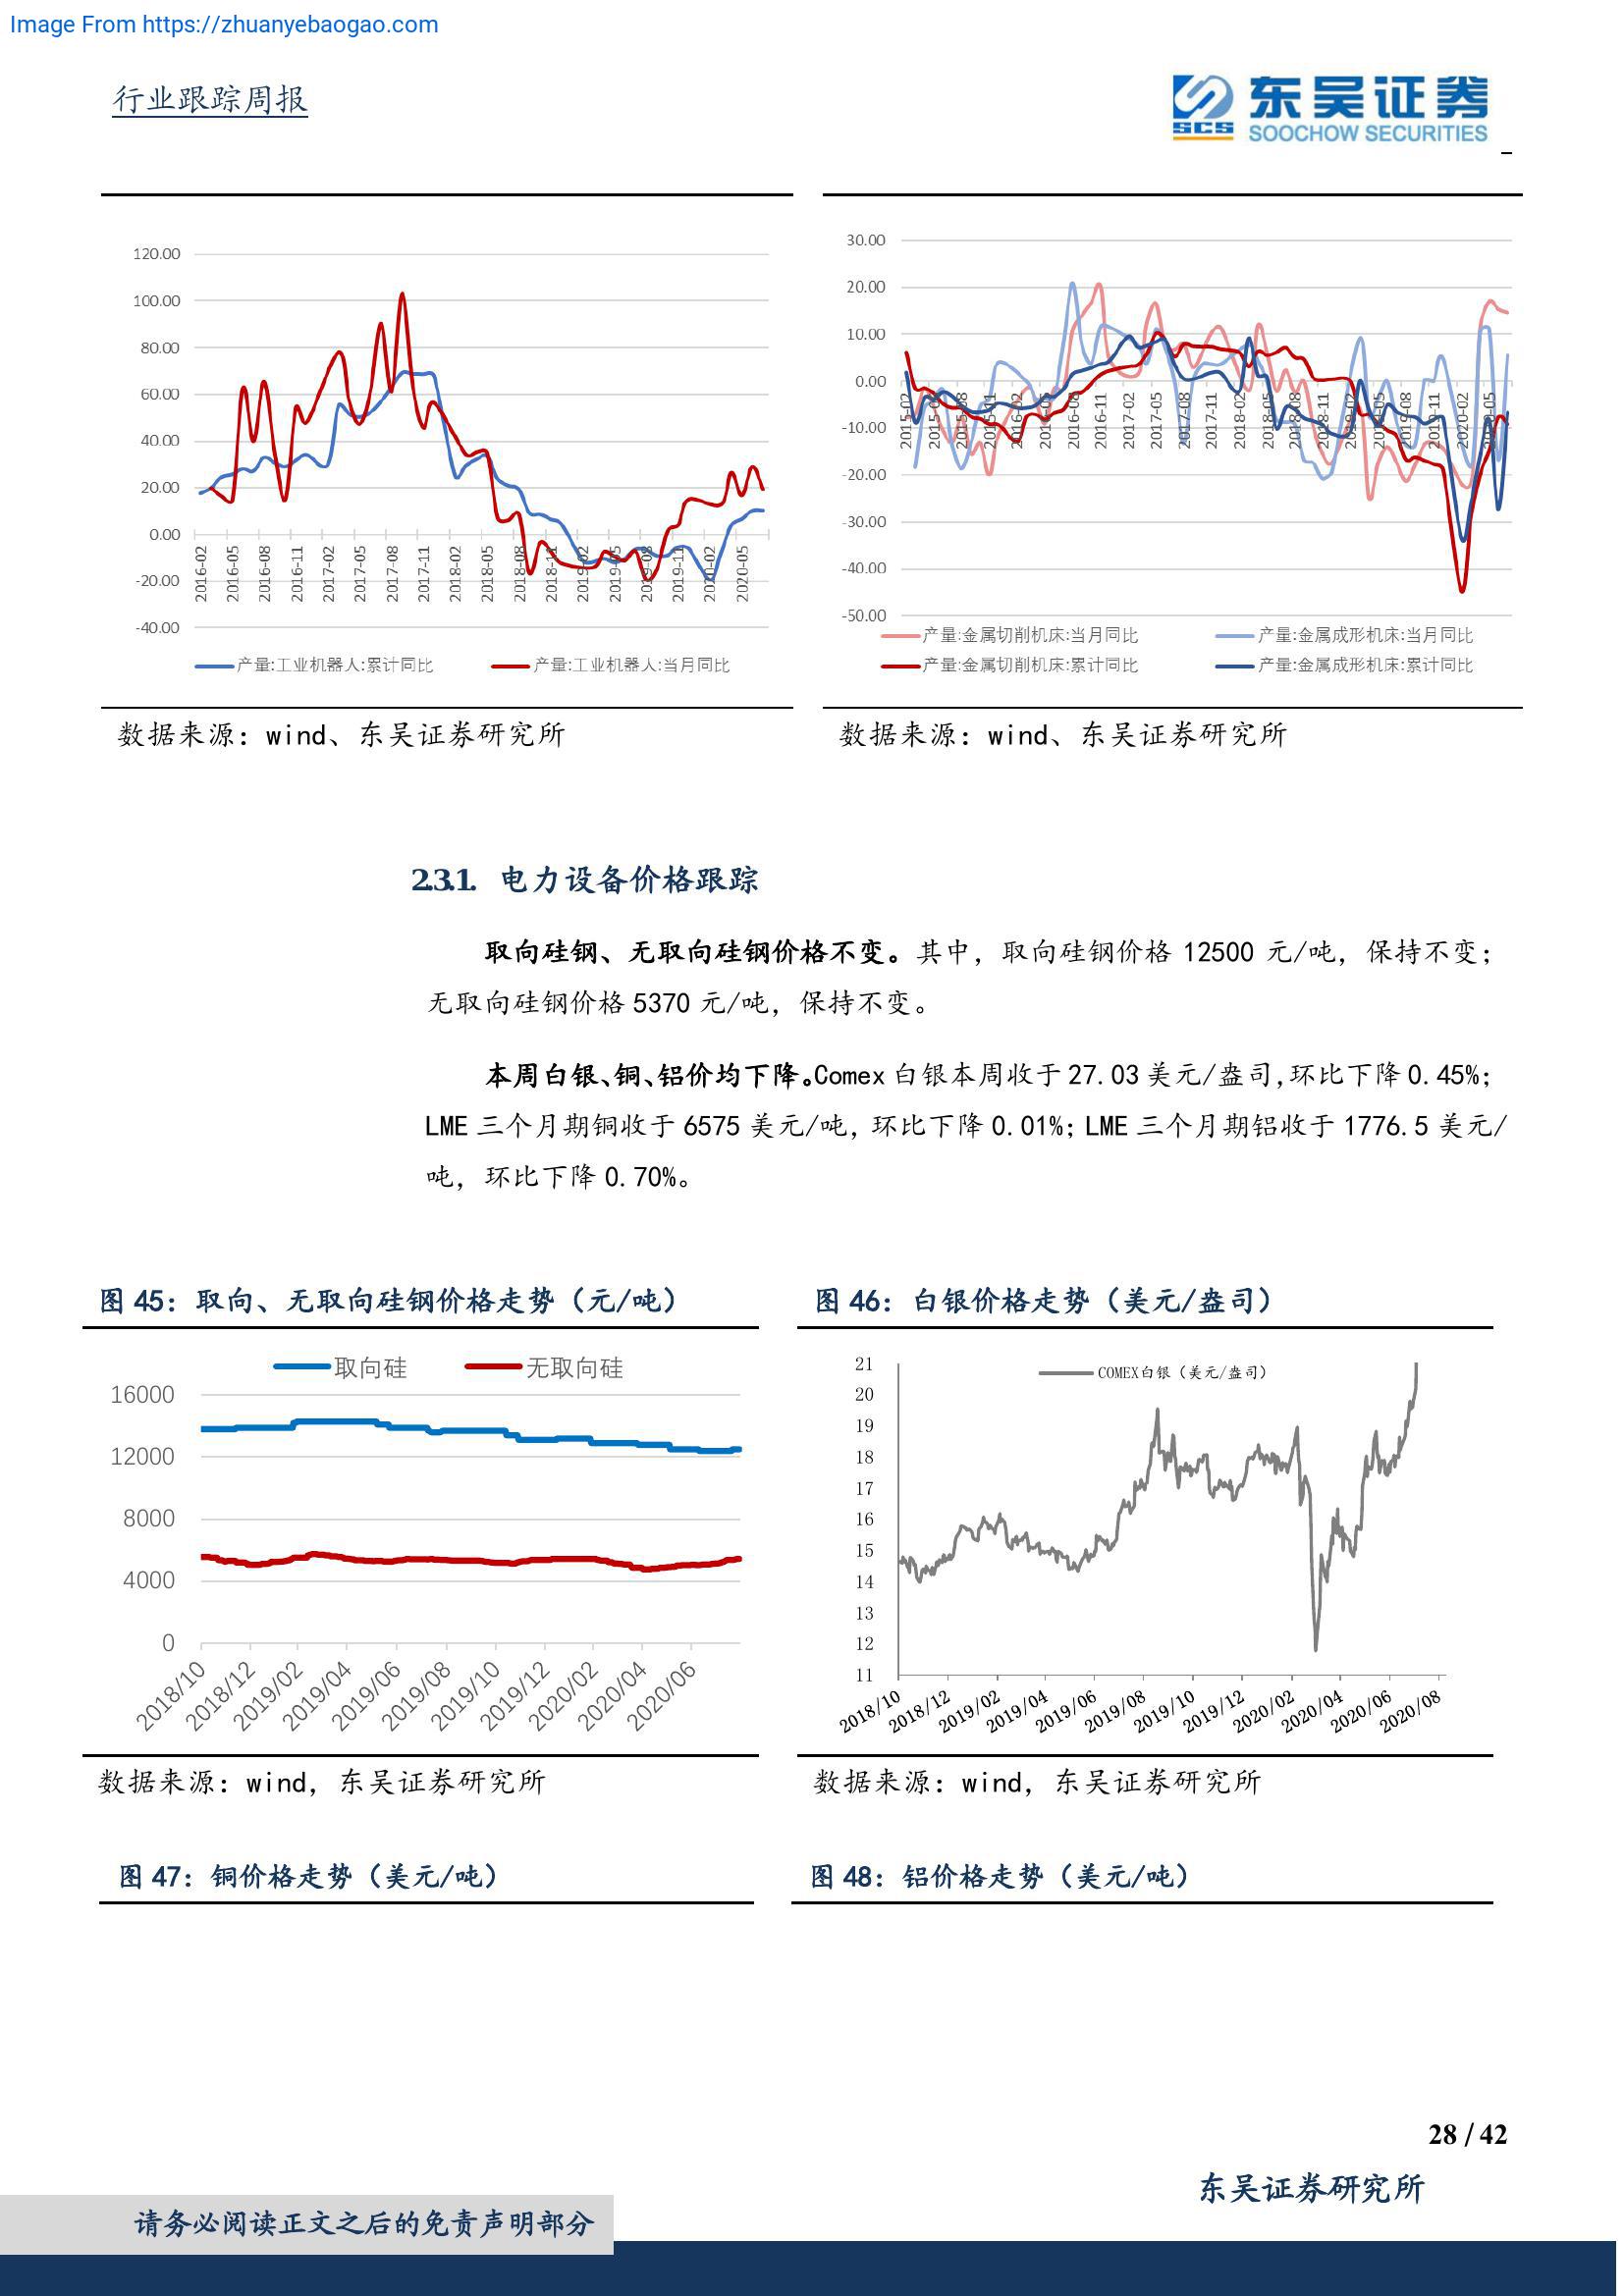 Image From https://zhuanyebaogao.com
行业跟踪周报
东吴证券
SCS
SOOCHOW SECURITIES
120.00
100.00
80.00
60.00
40.00
20.00
0.00
-20.00
-40.00
2016-02 2016-05 2016-08 2016-11 2017-02 2017-05 2017-08 2017-11 2018-02 2018-05 2018-08 2018-11 2019-02 2019-05 2019-08 2019-11 2020-02 2020-05
产量:工业机器人:累计同比 产量:工业机器人:当月同比
30.00
20.00
10.00
0.00
-10.00
-20.00
-30.00
-40.00
-50.00
2015-02 2015-05 2015-08 2015-11 2016-02 2016-05 2016-08 2016-11 2017-02 2017-05 2017-08 2017-11 2018-02 2018-05 2018-08 2018-11 2019-02 2019-05 2019-08 2019-11 2020-02 2020-05
产量:金属切削机床:当月同比 产量:金属成形机床:当月同比
产量:金属切削机床:累计同比 产量:金属成形机床:累计同比
数据来源：wind、东吴证券研究所
数据来源：wind、东吴证券研究所
2.3.1. 电力设备价格跟踪
取向硅钢、无取向硅钢价格不变。其中，取向硅钢价格 12500 元/吨，保持不变；
无取向硅钢价格 5370 元/吨，保持不变。
本周白银、铜、铝价均下降。Comex 白银本周收于 27.03 美元/盎司,环比下降 0.45%；
LME 三个月期铜收于 6575 美元/吨，环比下降 0.01%；LME 三个月期铝收于 1776.5 美元/
吨，环比下降 0.70%。
图 45：取向、无取向硅钢价格走势（元/吨）
取向硅 无取向硅
16000
12000
8000
4000
0
2018/10 2018/12 2019/02 2019/04 2019/06 2019/08 2019/10 2019/12 2020/02 2020/04 2020/06
图 46：白银价格走势（美元/盎司）
COMEX白银（美元/盎司）
21
20
19
18
17
16
15
14
13
12
11
2018/10 2018/12 2019/02 2019/04 2019/06 2019/08 2019/10 2019/12 2020/02 2020/04 2020/06 2020/08
数据来源：wind，东吴证券研究所
数据来源：wind，东吴证券研究所
图 47：铜价格走势（美元/吨）
图 48：铝价格走势（美元/吨）
28 / 42
东吴证券研究所
请务必阅读正文之后的免责声明部分